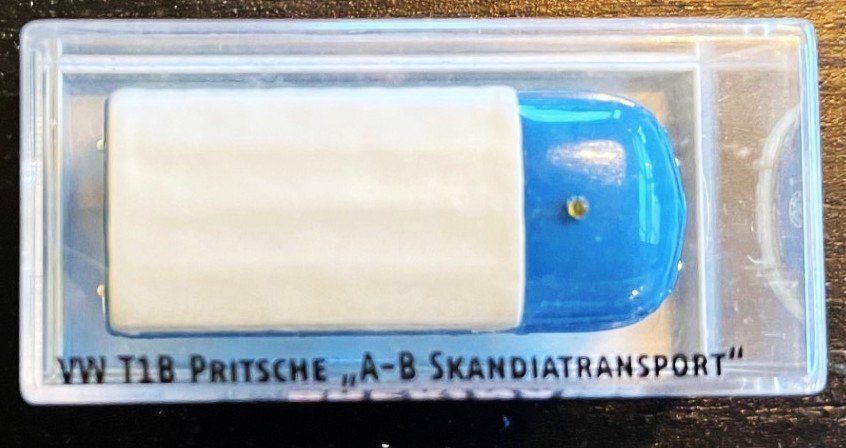 VW T1B PRITSCHE „A-B SKANDIATRANSPORT“